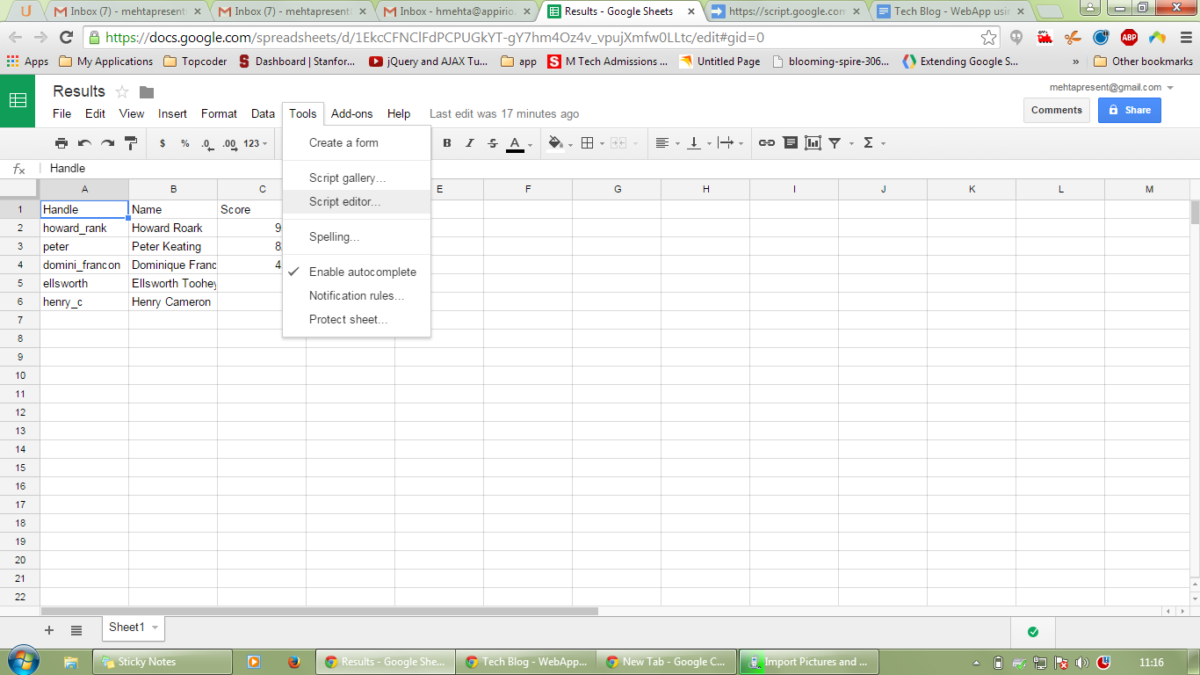 U Inbox (7) - mehtapresent × Inbox (7) - mehtapresent × Inbox - hmehta@appirio. × Results - Google Sheets × https://script.google.com × Tech Blog - WebApp usin ×
https://docs.google.com/spreadsheets/d/1EkcCFNClFdPCPUGkYT-gY7hm4Oz4v_vpujXmfw0LLtc/edit#gid=0 ABP
Apps My Applications Topcoder S Dashboard | Stanfor... jQuery and AJAX Tu... app S M Tech Admissions ... Untitled Page blooming-spire-306... Extending Google S... » Other bookmarks
Results mehtapresent@gmail.com
File Edit View Insert Format Data Tools Add-ons Help Last edit was 17 minutes ago Comments Share
$ % .0 .00 123 B I S A Σ
fx Handle
A B C E F G H I J K L M
1 Handle Name Score
2 howard_rank Howard Roark 9
3 peter Peter Keating 8
4 domini_francon Dominique Franc 4
5 ellsworth Ellsworth Toohey
6 henry_c Henry Cameron
7
8
9
10
11
12
13
14
15
16
17
18
19
20
21
22
Create a form
Script gallery...
Script editor...
Spelling...
Enable autocomplete
Notification rules...
Protect sheet...
+ Sheet1
Sticky Notes Results - Google She... Tech Blog - WebApp... New Tab - Google C... Import Pictures and ... 11:16